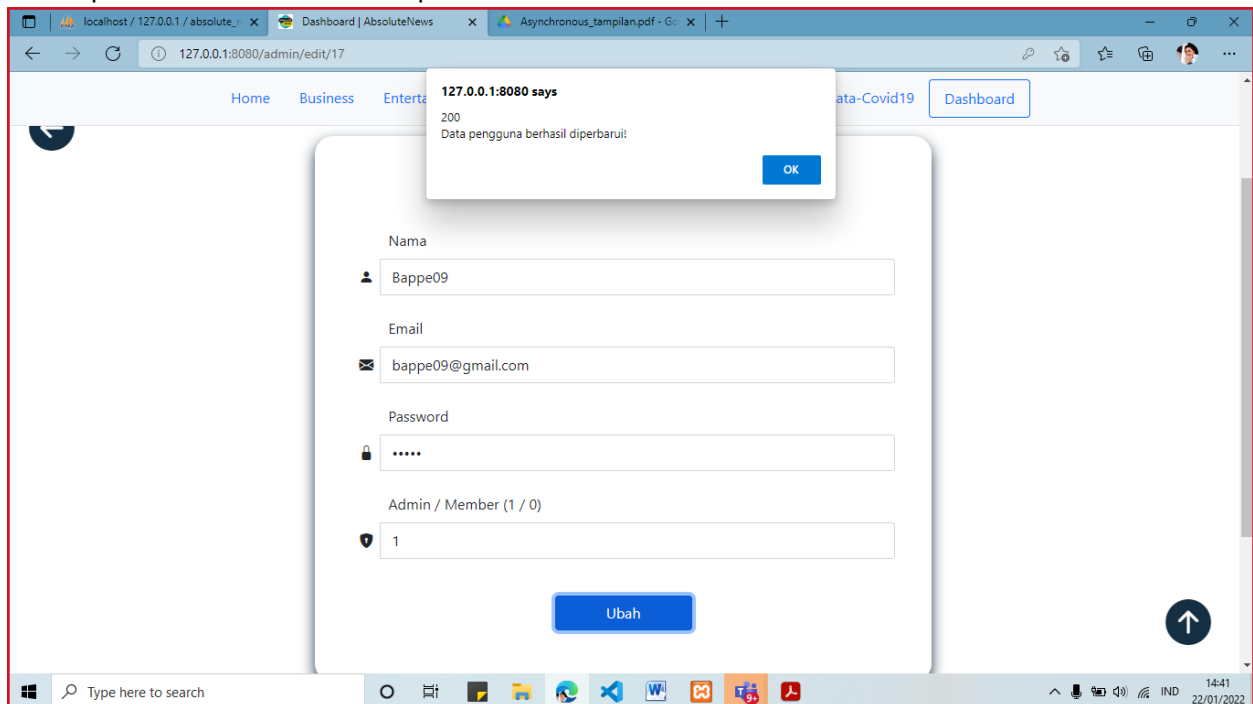 localhost / 127.0.0.1 / absolute_n
Dashboard | AbsoluteNews
Asynchronous_tampilan.pdf - Go
127.0.0.1:8080/admin/edit/17
Home Business Enterta ata-Covid19 Dashboard
127.0.0.1:8080 says
200
Data pengguna berhasil diperbarui!
OK
Nama
Bappe09
Email
bappe09@gmail.com
Password
•••••
Admin / Member (1 / 0)
1
Ubah
Type here to search
9+
IND
14:41
22/01/2022